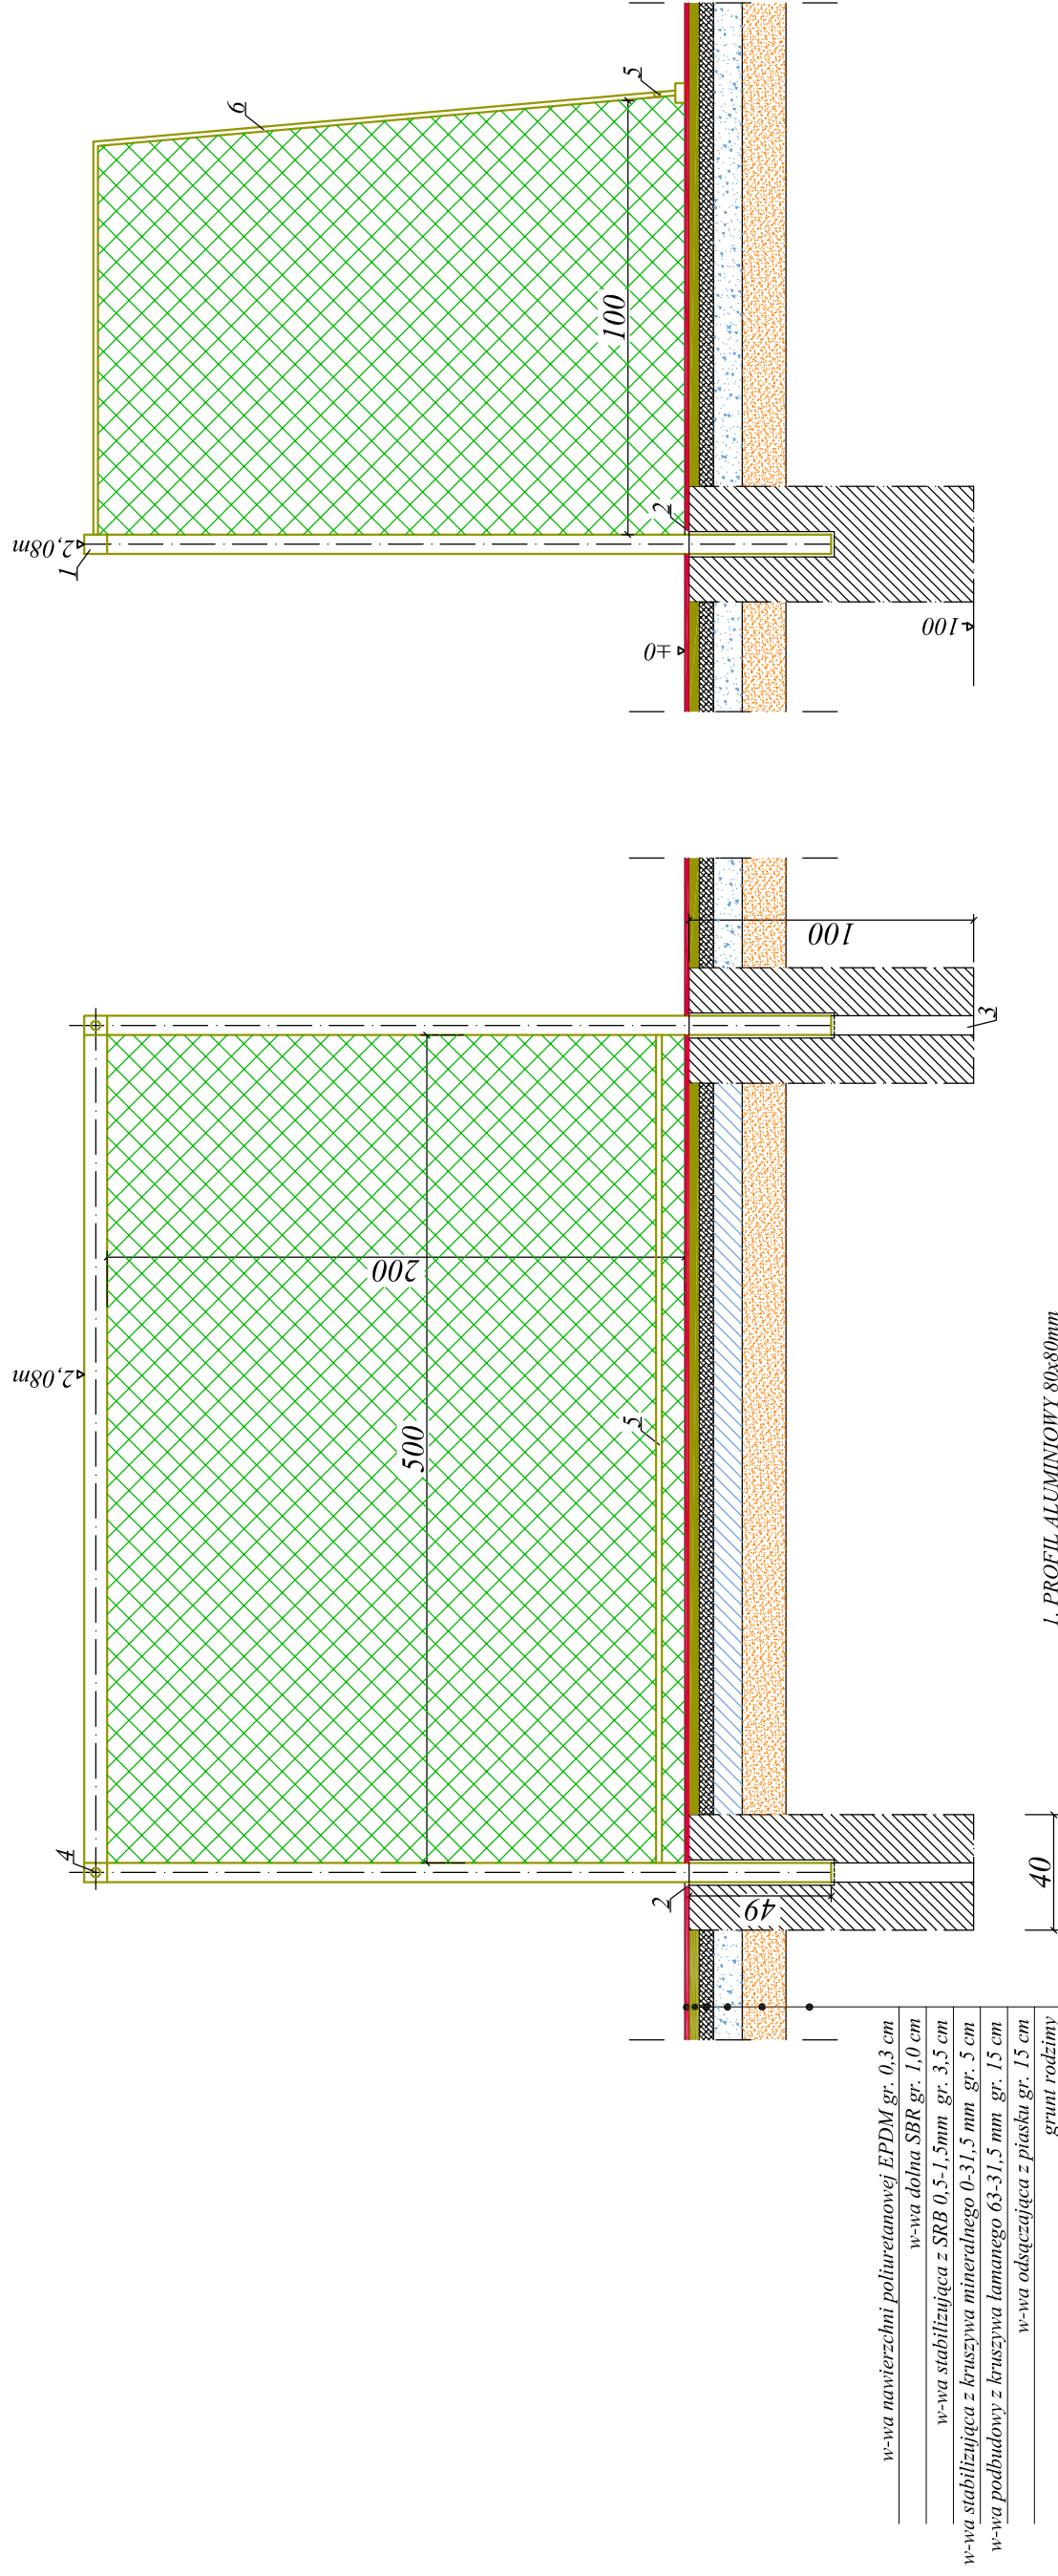 2,08m
4
2,08m
1
6
500
200
5
100
5
2
49
±0
2
100
3
100
40
w-wa nawierzchni poliuretanowej EPDM gr. 0,3 cm
w-wa dolna SBR gr. 1,0 cm
w-wa stabilizująca z SRB 0,5-1,5mm gr. 3,5 cm
w-wa stabilizująca z kruszywa mineralnego 0-31,5 mm gr. 5 cm
w-wa podbudowy z kruszywa łamanego 63-31,5 mm gr. 15 cm
w-wa odsączająca z piasku gr. 15 cm
grunt rodzimy
1. PROFIL ALUMINIOWY 80x80mm